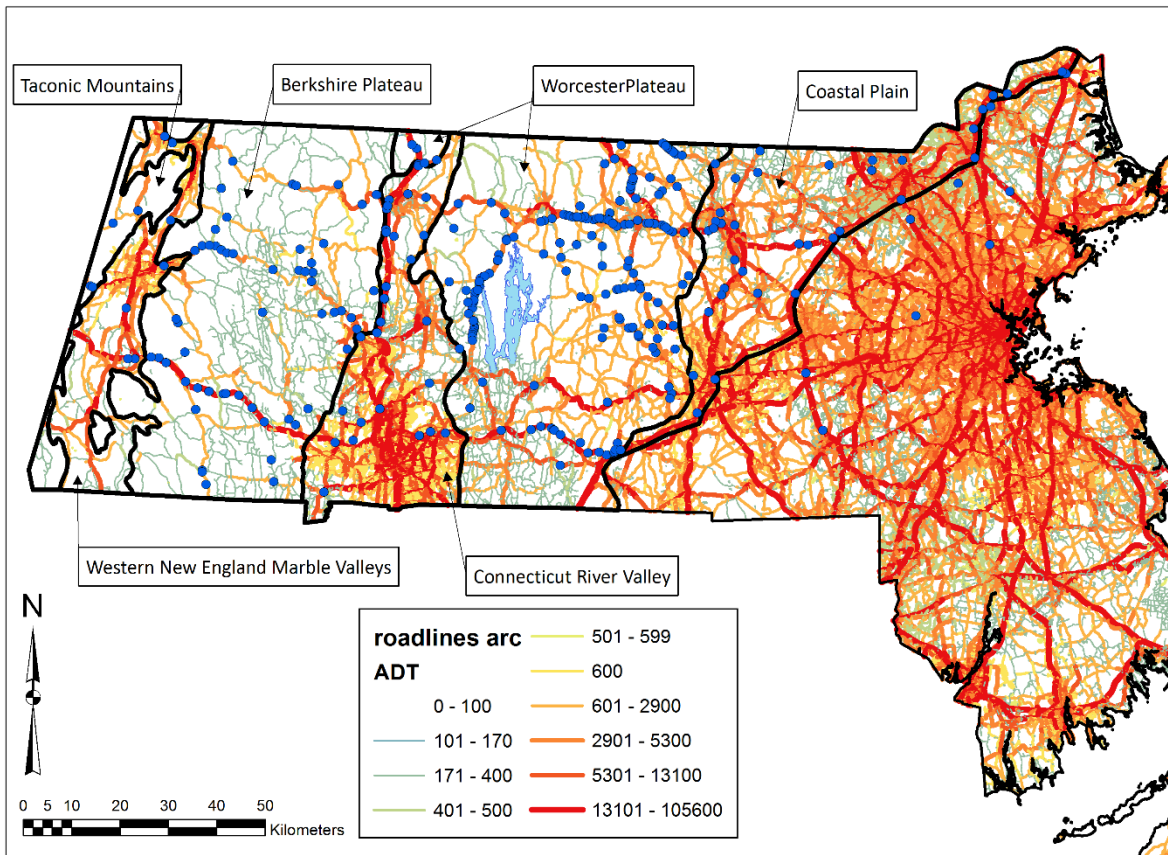 Taconic Mountains
Berkshire Plateau
WorcesterPlateau
Coastal Plain
Western New England Marble Valleys
Connecticut River Valley
N
0 5 10 20 30 40 50
Kilometers
roadlines arc
ADT
0 - 100
101 - 170
171 - 400
401 - 500
501 - 599
600
601 - 2900
2901 - 5300
5301 - 13100
13101 - 105600